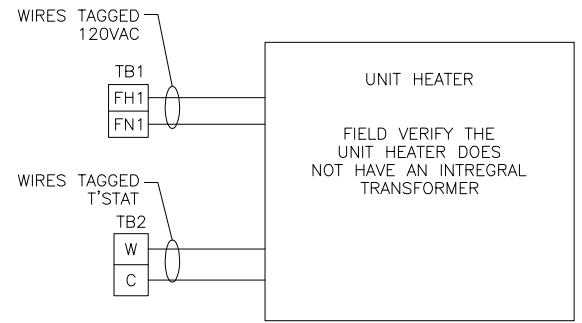 WIRES TAGGED
120VAC
TB1
FH1
FN1
WIRES TAGGED
T'STAT
TB2
W
C
UNIT HEATER
FIELD VERIFY THE
UNIT HEATER DOES
NOT HAVE AN INTREGRAL
TRANSFORMER